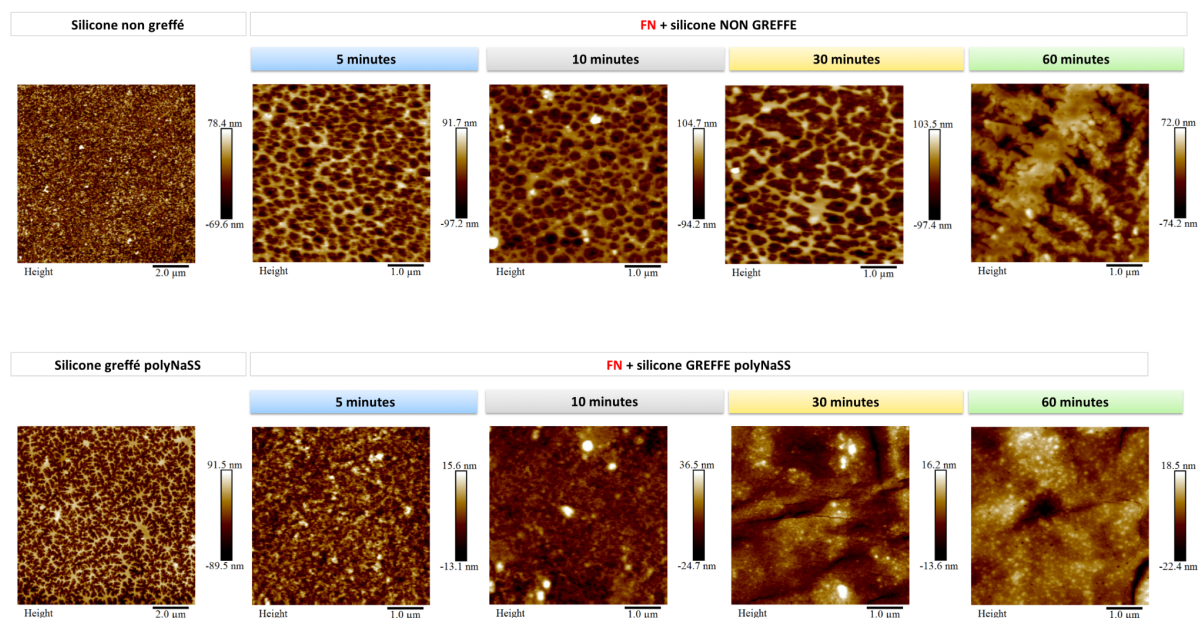 Silicone non greffé
FN + silicone NON GREFFE
5 minutes
10 minutes
30 minutes
60 minutes
78.4 nm
-69.6 nm
Height
2.0 µm
91.7 nm
-97.2 nm
Height
1.0 µm
104.7 nm
-94.2 nm
Height
1.0 µm
103.5 nm
-97.4 nm
Height
1.0 µm
72.0 nm
-74.2 nm
Height
1.0 µm
Silicone greffé polyNaSS
FN + silicone GREFFE polyNaSS
5 minutes
10 minutes
30 minutes
60 minutes
91.5 nm
-89.5 nm
Height
2.0 µm
15.6 nm
-13.1 nm
Height
1.0 µm
36.5 nm
-24.7 nm
Height
1.0 µm
16.2 nm
-13.6 nm
Height
1.0 µm
18.5 nm
-22.4 nm
Height
1.0 µm